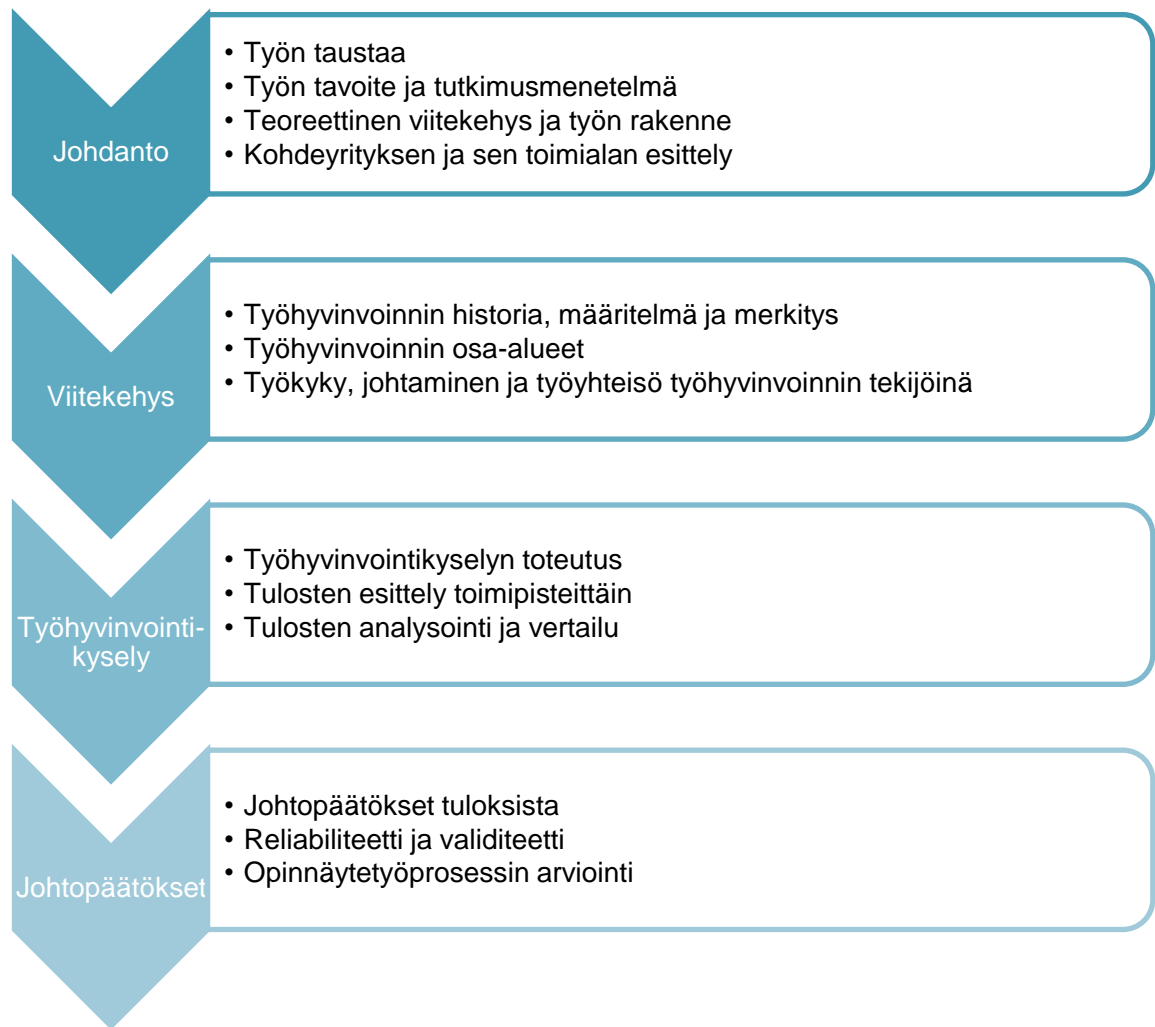 Johdanto
• Työn taustaa
• Työn tavoite ja tutkimusmenetelmä
• Teoreettinen viitekehys ja työn rakenne
• Kohdeyrityksen ja sen toimialan esittely
Viitekehys
• Työhyvinvoinnin historia, määritelmä ja merkitys
• Työhyvinvoinnin osa-alueet
• Työkyky, johtaminen ja työyhteisö työhyvinvoinnin tekijöinä
Työhyvinvointi-
kysely
• Työhyvinvointikyselyn toteutus
• Tulosten esittely toimipisteittäin
• Tulosten analysointi ja vertailu
Johtopäätökset
• Johtopäätökset tuloksista
• Reliabiliteetti ja validiteetti
• Opinnäytetyöprosessin arviointi